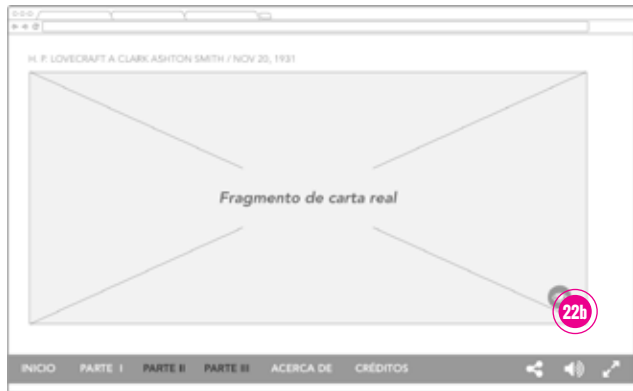 H. P. LOVECRAFT A CLARK ASHTON SMITH / NOV 20, 1931
Fragmento de carta real
22b
INICIO PARTE I PARTE II PARTE III ACERCA DE CRÉDITOS